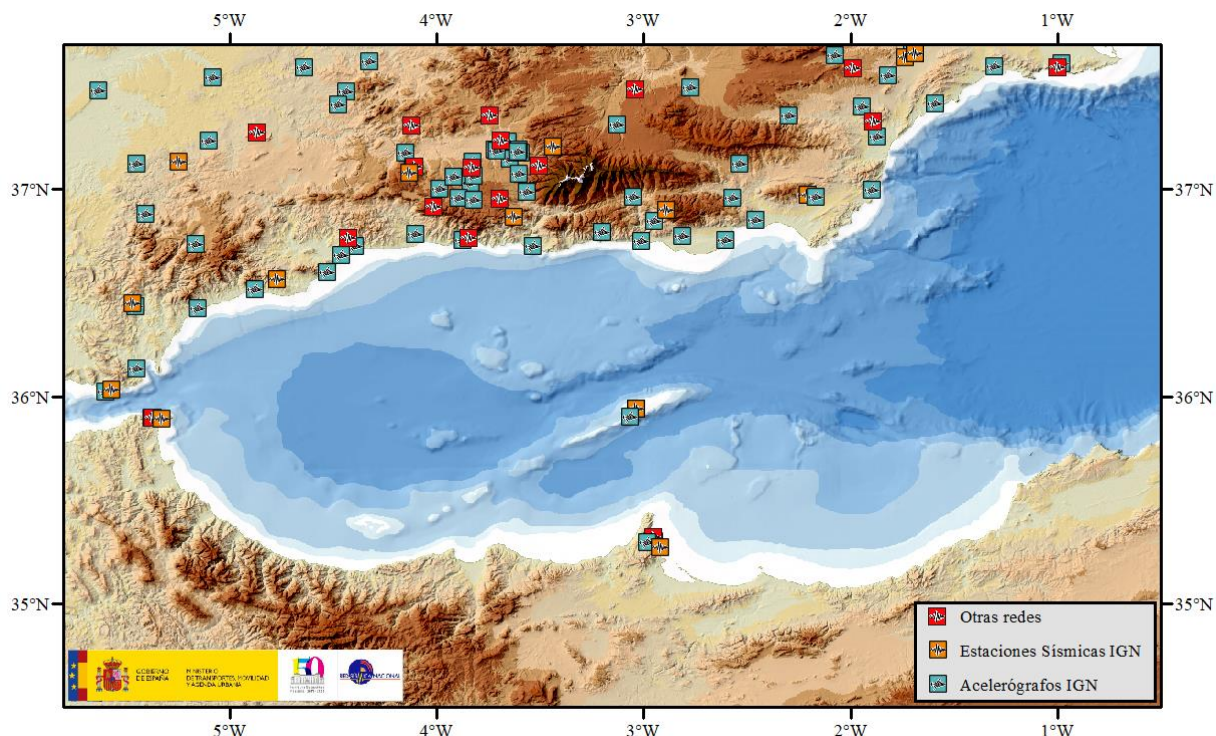 5°W 4°W 3°W 2°W 1°W
37°N 37°N
36°N 36°N
35°N 35°N
Otras redes
Estaciones Sísmicas IGN
Acelerógrafos IGN
GOBIERNO
DE ESPAÑA
MINISTERIO
DE TRANSPORTES, MOVILIDAD
Y AGENDA URBANA
5°W 4°W 3°W 2°W 1°W